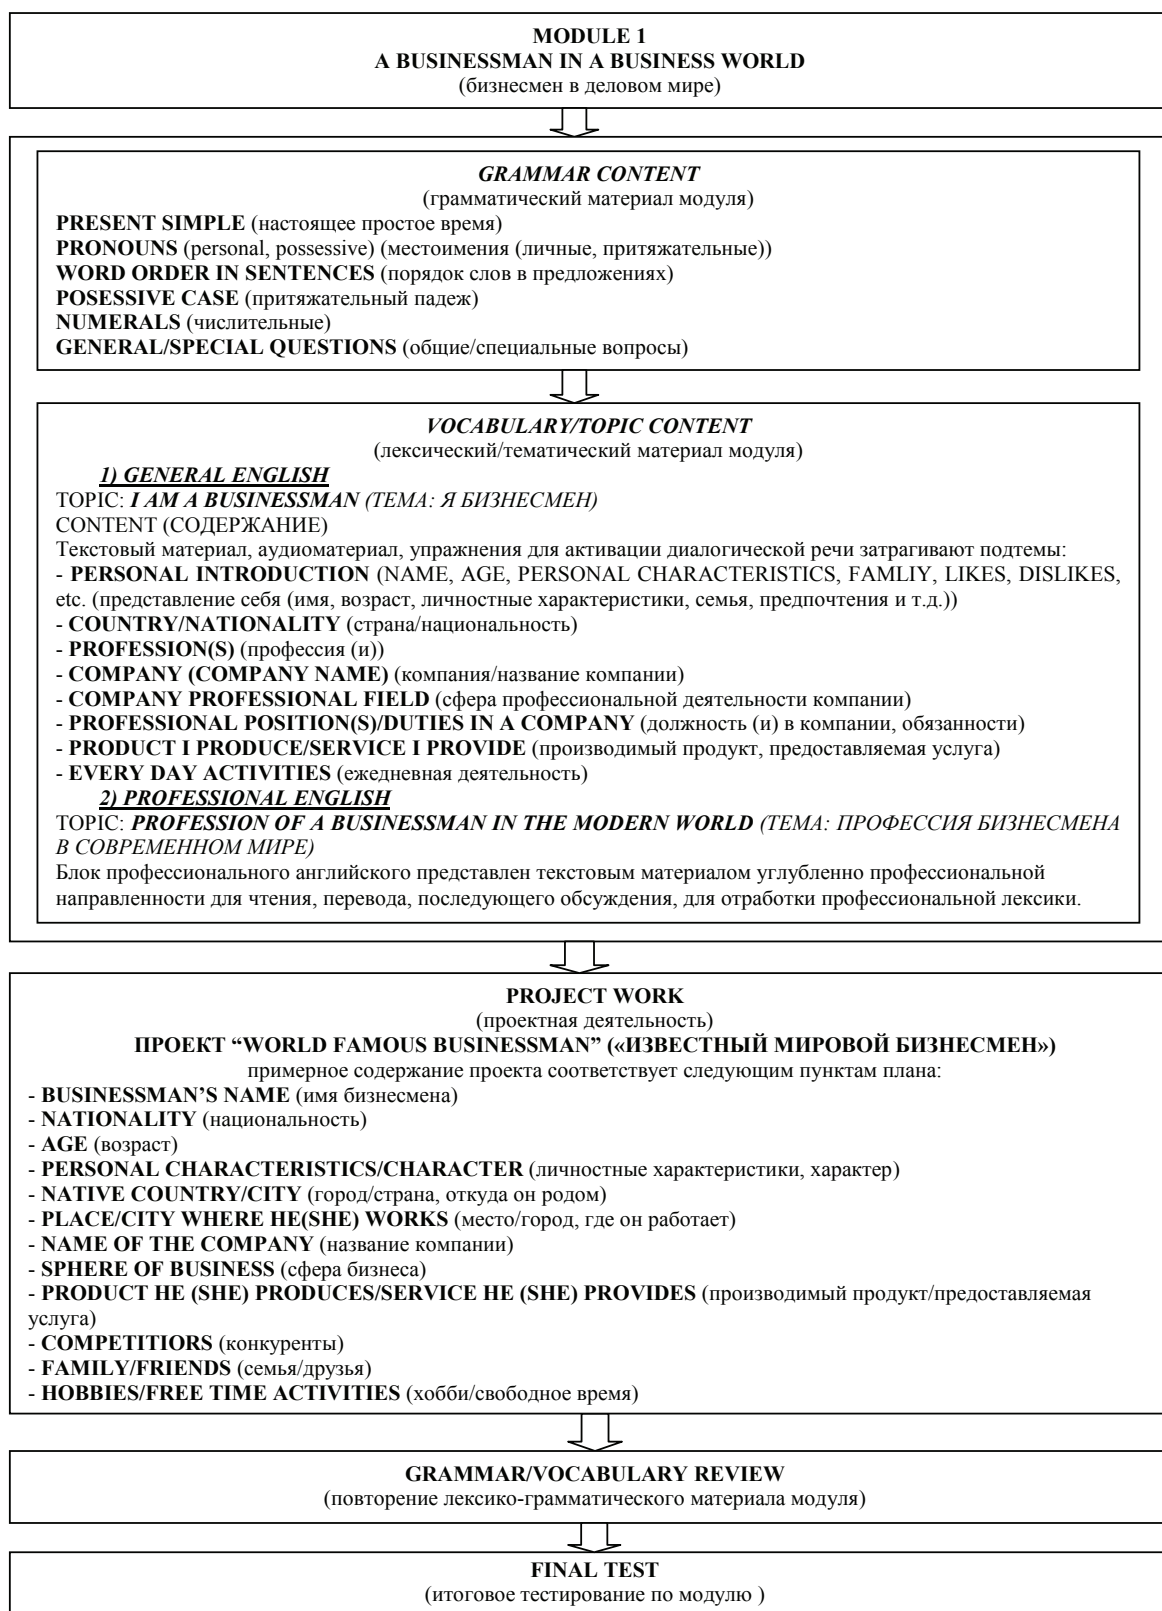 MODULE 1
A BUSINESSMAN IN A BUSINESS WORLD
(бизнесмен в деловом мире)
GRAMMAR CONTENT
(грамматический материал модуля)
PRESENT SIMPLE (настоящее простое время)
PRONOUNS (personal, possessive) (местоимения (личные, притяжательные))
WORD ORDER IN SENTENCES (порядок слов в предложениях)
POSESSIVE CASE (притяжательный падеж)
NUMERALS (числительные)
GENERAL/SPECIAL QUESTIONS (общие/специальные вопросы)
VOCABULARY/TOPIC CONTENT
(лексический/тематический материал модуля)
1) GENERAL ENGLISH
TOPIC: I AM A BUSINESSMAN (ТЕМА: Я БИЗНЕСМЕН)
CONTENT (СОДЕРЖАНИЕ)
Текстовый материал, аудиоматериал, упражнения для активации диалогической речи затрагивают подтемы:
- PERSONAL INTRODUCTION (NAME, AGE, PERSONAL CHARACTERISTICS, FAMLIY, LIKES, DISLIKES,
etc. (представление себя (имя, возраст, личностные характеристики, семья, предпочтения и т.д.))
- COUNTRY/NATIONALITY (страна/национальность)
- PROFESSION(S) (профессия (и))
- COMPANY (COMPANY NAME) (компания/название компании)
- COMPANY PROFESSIONAL FIELD (сфера профессиональной деятельности компании)
- PROFESSIONAL POSITION(S)/DUTIES IN A COMPANY (должность (и) в компании, обязанности)
- PRODUCT I PRODUCE/SERVICE I PROVIDE (производимый продукт, предоставляемая услуга)
- EVERY DAY ACTIVITIES (ежедневная деятельность)
2) PROFESSIONAL ENGLISH
TOPIC: PROFESSION OF A BUSINESSMAN IN THE MODERN WORLD (ТЕМА: ПРОФЕССИЯ БИЗНЕСМЕНА
В СОВРЕМЕННОМ МИРЕ)
Блок профессионального английского представлен текстовым материалом углубленно профессиональной
направленности для чтения, перевода, последующего обсуждения, для отработки профессиональной лексики.
PROJECT WORK
(проектная деятельность)
ПРОЕКТ “WORLD FAMOUS BUSINESSMAN” («ИЗВЕСТНЫЙ МИРОВОЙ БИЗНЕСМЕН»)
примерное содержание проекта соответствует следующим пунктам плана:
- BUSINESSMAN’S NAME (имя бизнесмена)
- NATIONALITY (национальность)
- AGE (возраст)
- PERSONAL CHARACTERISTICS/CHARACTER (личностные характеристики, характер)
- NATIVE COUNTRY/CITY (город/страна, откуда он родом)
- PLACE/CITY WHERE HE(SHE) WORKS (место/город, где он работает)
- NAME OF THE COMPANY (название компании)
- SPHERE OF BUSINESS (сфера бизнеса)
- PRODUCT HE (SHE) PRODUCES/SERVICE HE (SHE) PROVIDES (производимый продукт/предоставляемая
услуга)
- COMPETITIORS (конкуренты)
- FAMILY/FRIENDS (семья/друзья)
- HOBBIES/FREE TIME ACTIVITIES (хобби/свободное время)
GRAMMAR/VOCABULARY REVIEW
(повторение лексико-грамматического материала модуля)
FINAL TEST
(итоговое тестирование по модулю )